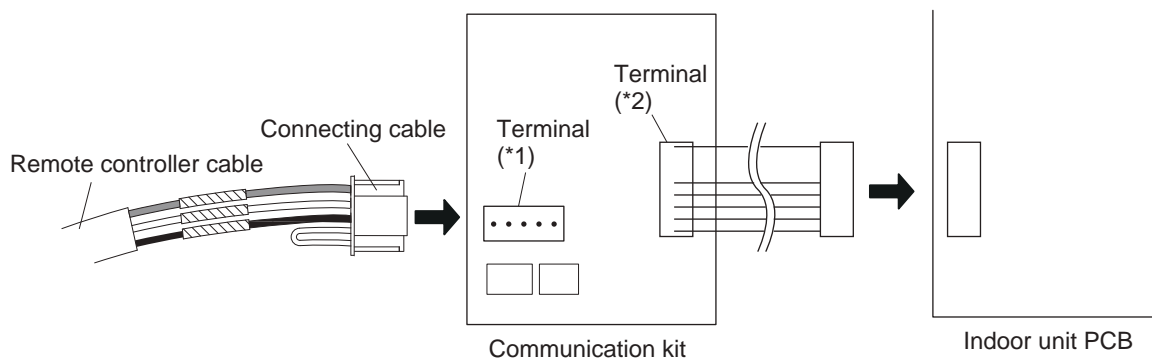 Remote controller cable
Connecting cable
Terminal
(*1)
Terminal
(*2)
Communication kit
Indoor unit PCB